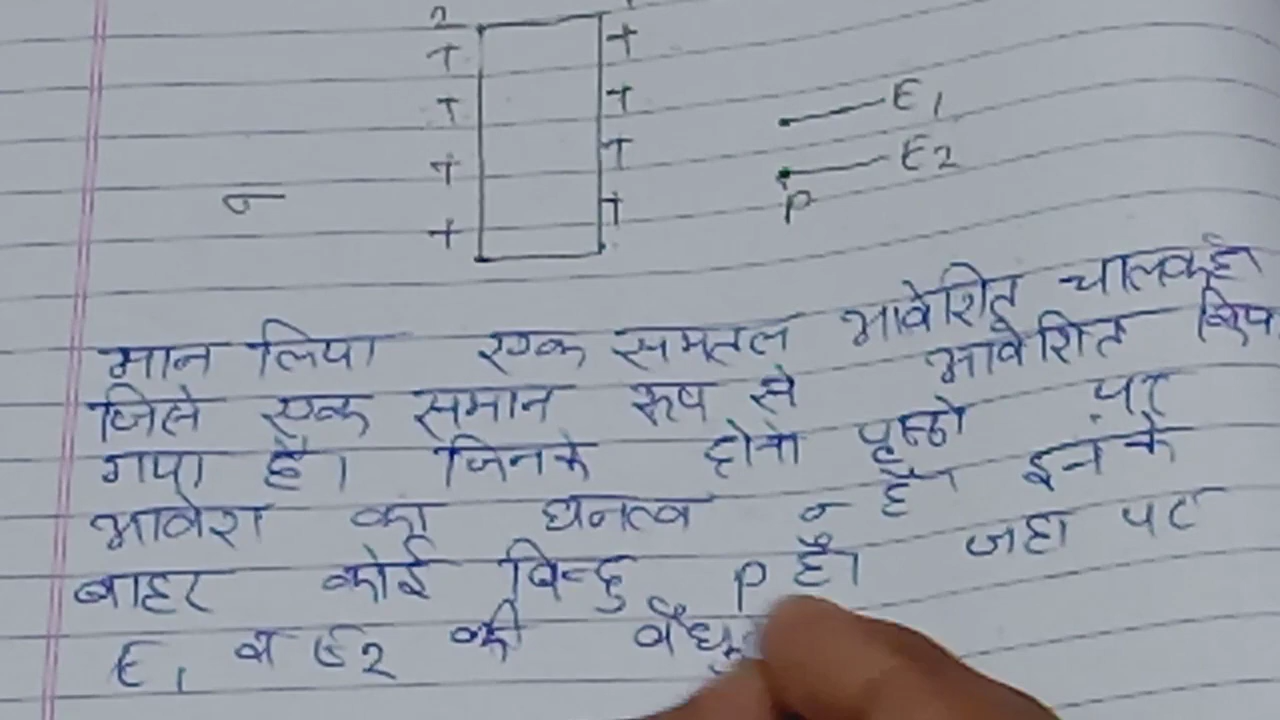 2
+ +
+ + E1
+ + E2
σ + + P
मान लिया एक समतल आवेशित चालक है
जिसे एक समान रूप से आवेशित किया
गया है। जिनके दोनो पृष्ठो पर
आवेश का घनत्व σ है। इनके
बाहर कोई बिन्दु P है। जहा पर
E1 व E2 की